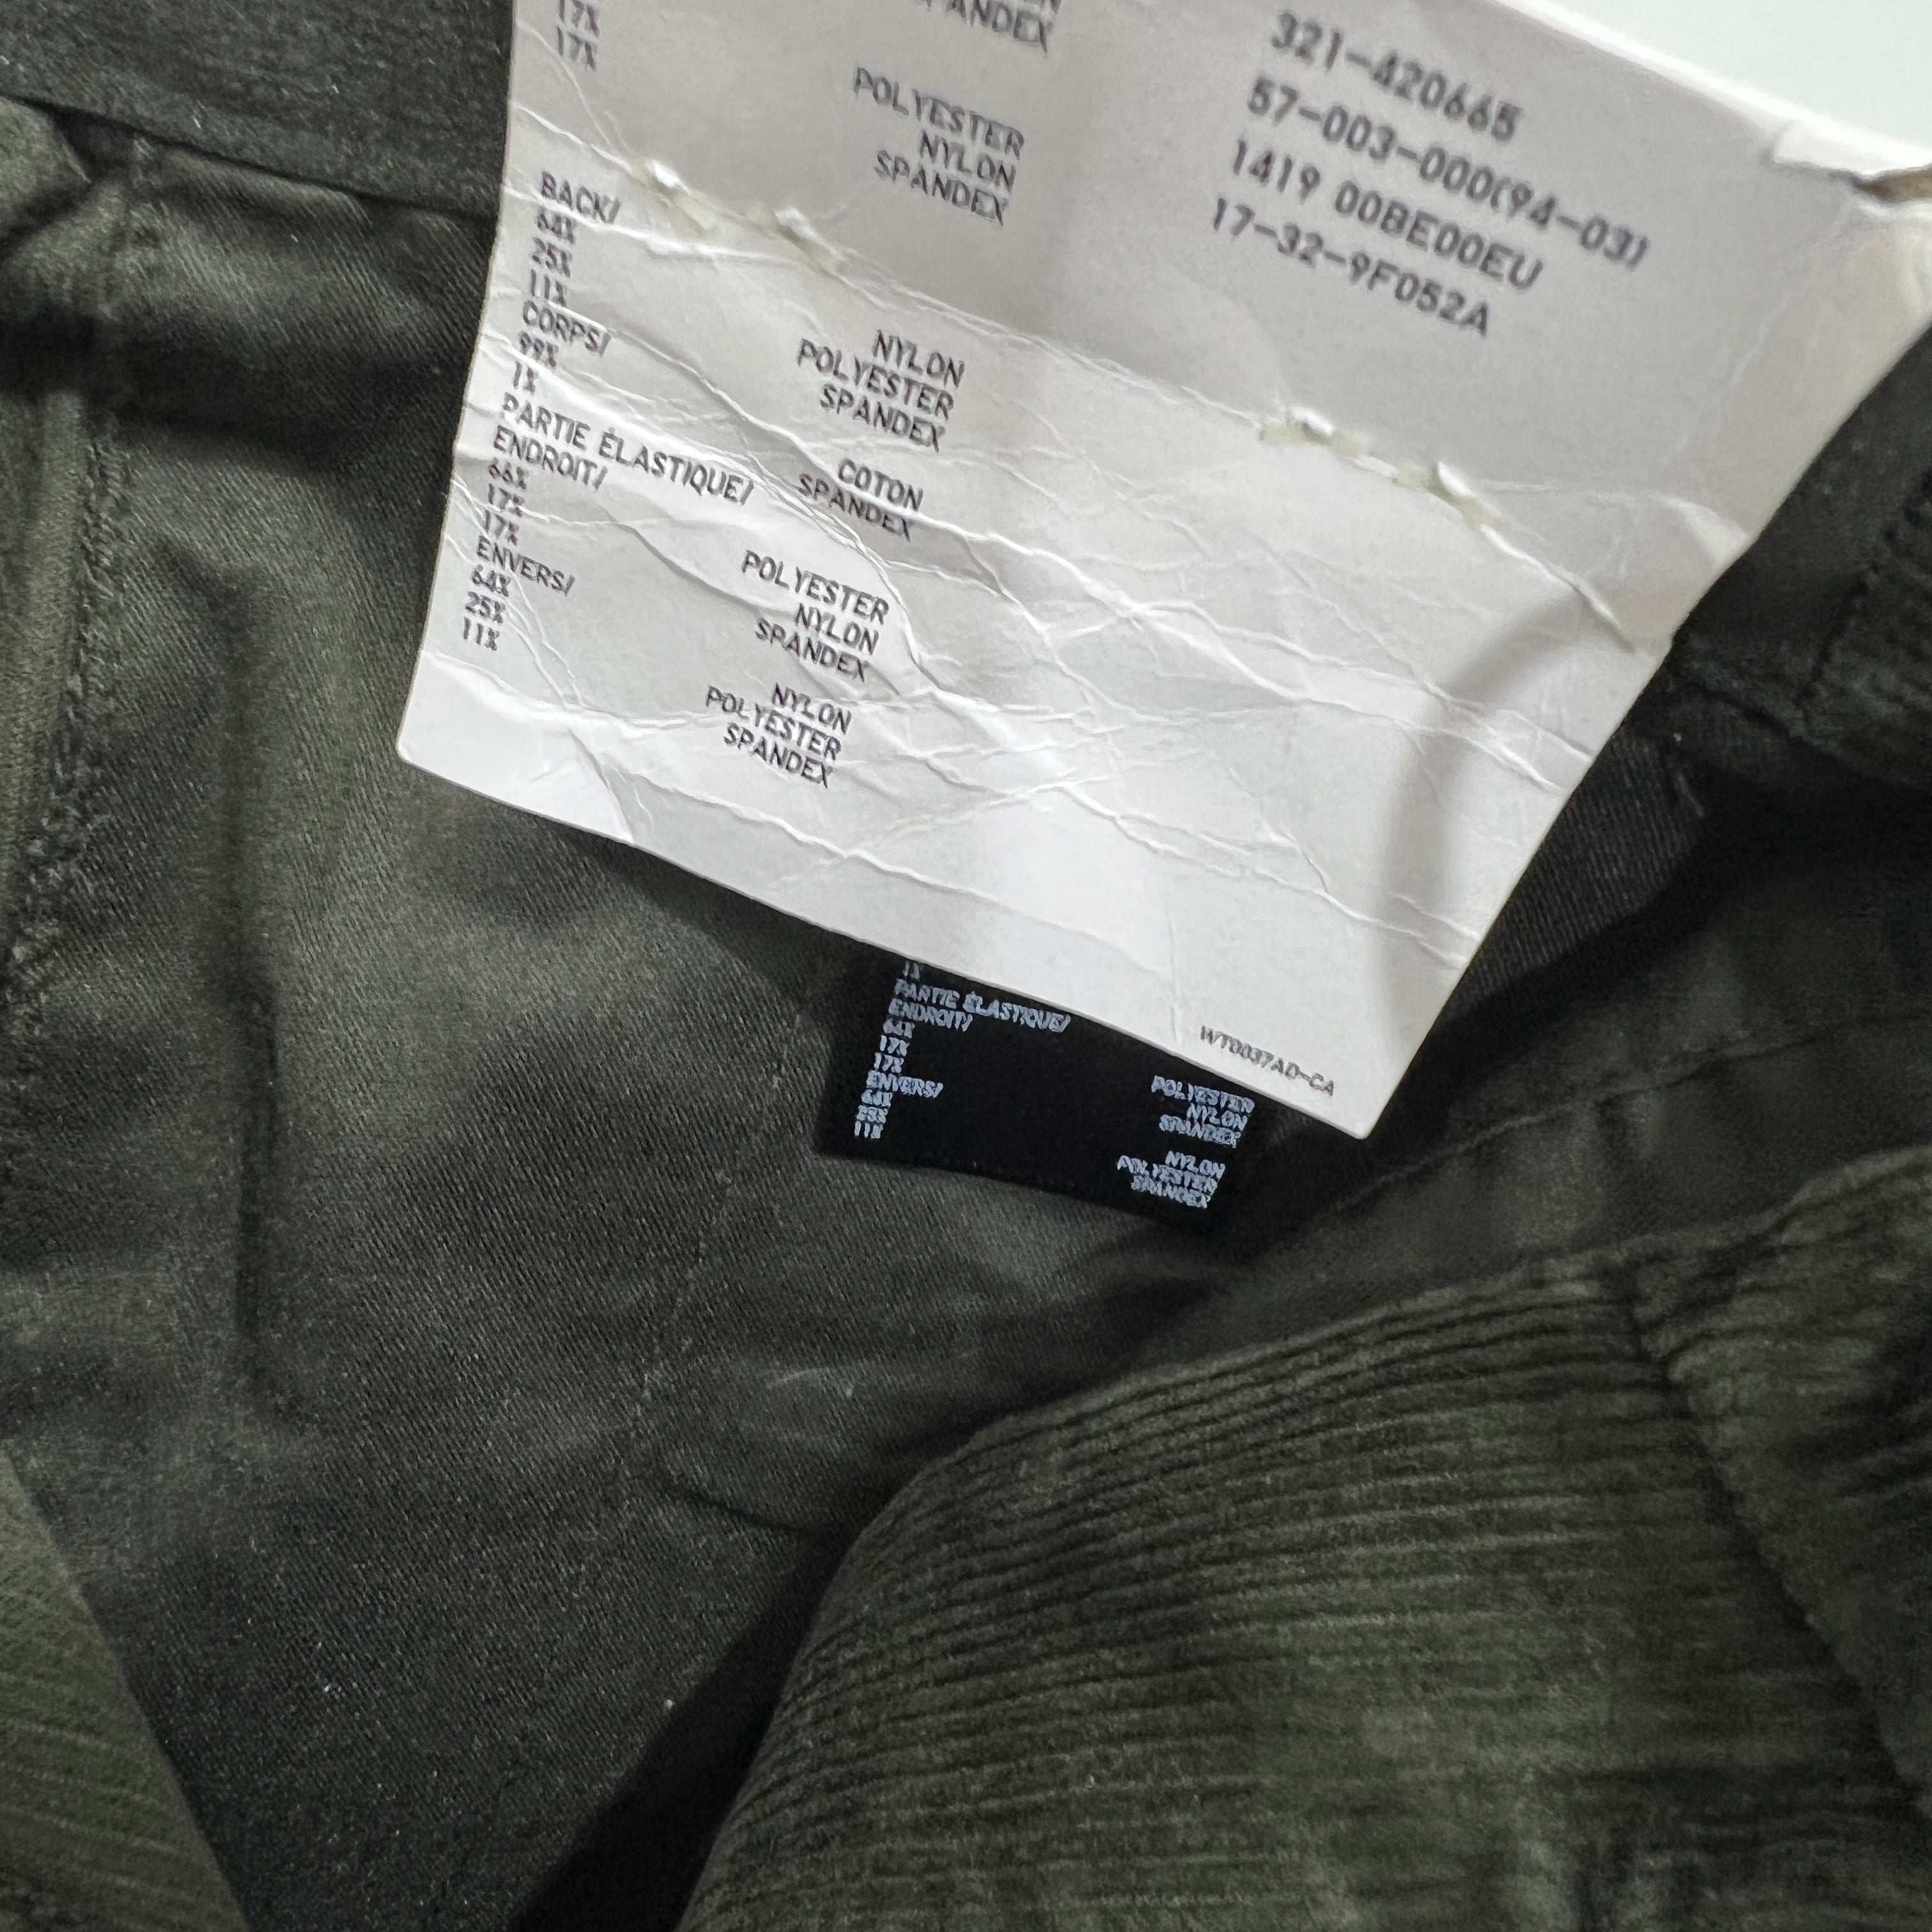 17%
17%
SPANDEX
POLYESTER
NYLON
SPANDEX
BACK/
64%
25%
11%
NYLON
POLYESTER
SPANDEX
CORPS/
99%
1%
COTON
SPANDEX
PARTIE ÉLASTIQUE/
ENDROIT/
66%
17%
17%
POLYESTER
NYLON
SPANDEX
ENVERS/
64%
25%
11%
NYLON
POLYESTER
SPANDEX
321-420665
57-003-000(94-03)
1419 00BE00EU
17-32-9F052A
WT0037AD-CA
1%
PARTIE ÉLASTIQUE/
ENDROIT/
66%
17%
17%
POLYESTER
NYLON
SPANDEX
ENVERS/
64%
25%
11%
NYLON
POLYESTER
SPANDEX